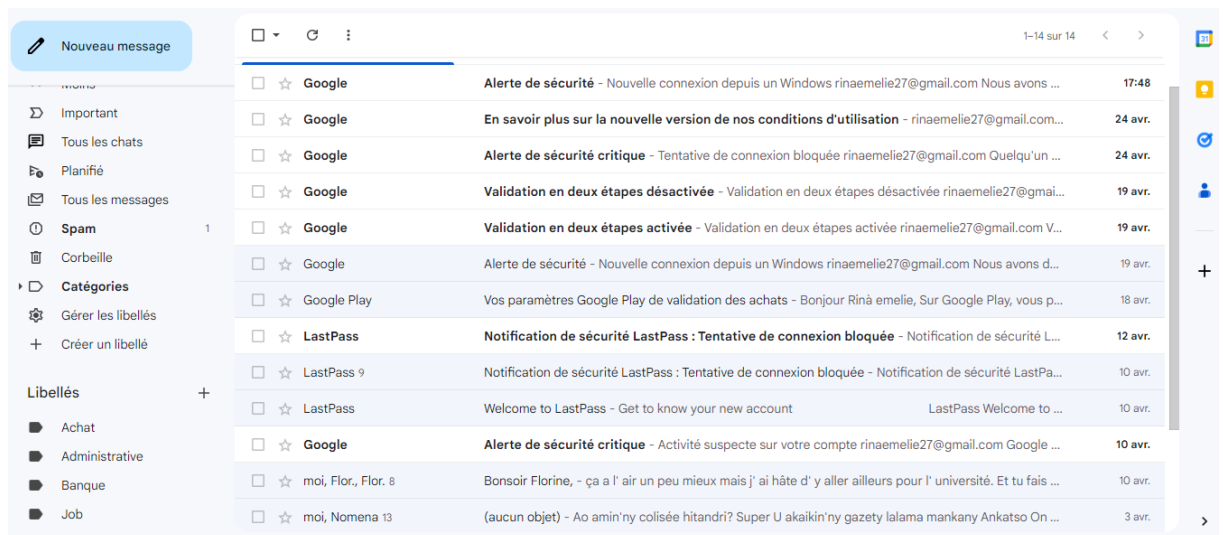 Nouveau message
1–14 sur 14
Important
Tous les chats
Planifié
Tous les messages
Spam 1
Corbeille
Catégories
Gérer les libellés
Créer un libellé
Libellés
Achat
Administrative
Banque
Job
Google Alerte de sécurité - Nouvelle connexion depuis un Windows rinaemelie27@gmail.com Nous avons ... 17:48
Google En savoir plus sur la nouvelle version de nos conditions d'utilisation - rinaemelie27@gmail.com... 24 avr.
Google Alerte de sécurité critique - Tentative de connexion bloquée rinaemelie27@gmail.com Quelqu'un ... 24 avr.
Google Validation en deux étapes désactivée - Validation en deux étapes désactivée rinaemelie27@gmai... 19 avr.
Google Validation en deux étapes activée - Validation en deux étapes activée rinaemelie27@gmail.com V... 19 avr.
Google Alerte de sécurité - Nouvelle connexion depuis un Windows rinaemelie27@gmail.com Nous avons d... 19 avr.
Google Play Vos paramètres Google Play de validation des achats - Bonjour Rinà emelie, Sur Google Play, vous p... 18 avr.
LastPass Notification de sécurité LastPass : Tentative de connexion bloquée - Notification de sécurité L... 12 avr.
LastPass 9 Notification de sécurité LastPass : Tentative de connexion bloquée - Notification de sécurité LastPa... 10 avr.
LastPass Welcome to LastPass - Get to know your new account LastPass Welcome to ... 10 avr.
Google Alerte de sécurité critique - Activité suspecte sur votre compte rinaemelie27@gmail.com Google ... 10 avr.
moi, Flor., Flor. 8 Bonsoir Florine, - ça a l' air un peu mieux mais j' ai hâte d' y aller ailleurs pour l' université. Et tu fais ... 10 avr.
moi, Nomena 13 (aucun objet) - Ao amin'ny colisée hitandri? Super U akaikin'ny gazety lalama mankany Ankatso On ... 3 avr.